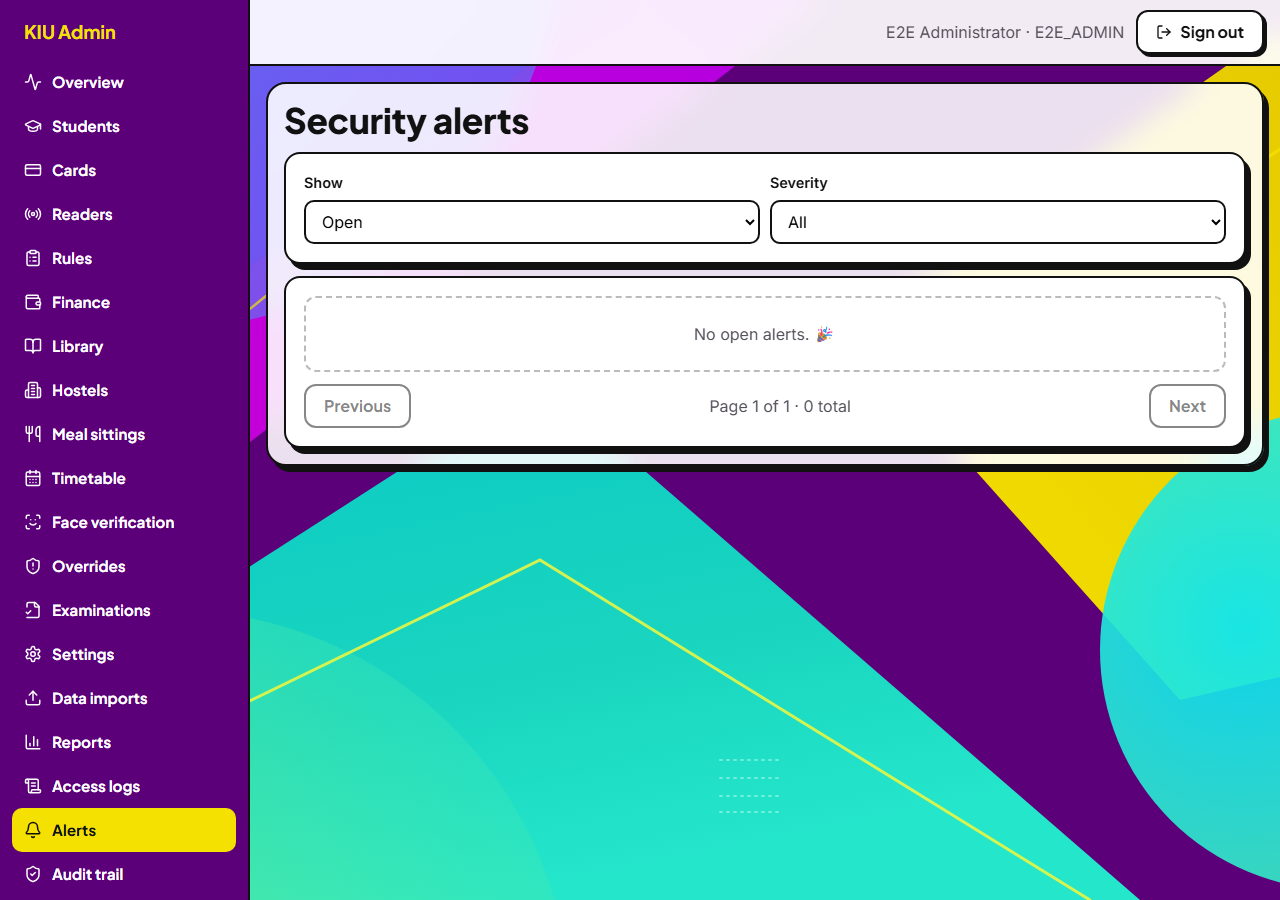 KIU Admin
Overview
Students
Cards
Readers
Rules
Finance
Library
Hostels
Meal sittings
Timetable
Face verification
Overrides
Examinations
Settings
Data imports
Reports
Access logs
Alerts
Audit trail
E2E Administrator · E2E_ADMIN
Sign out
Security alerts
Show
Severity
Open
All
No open alerts. 🎉
Previous
Page 1 of 1 · 0 total
Next